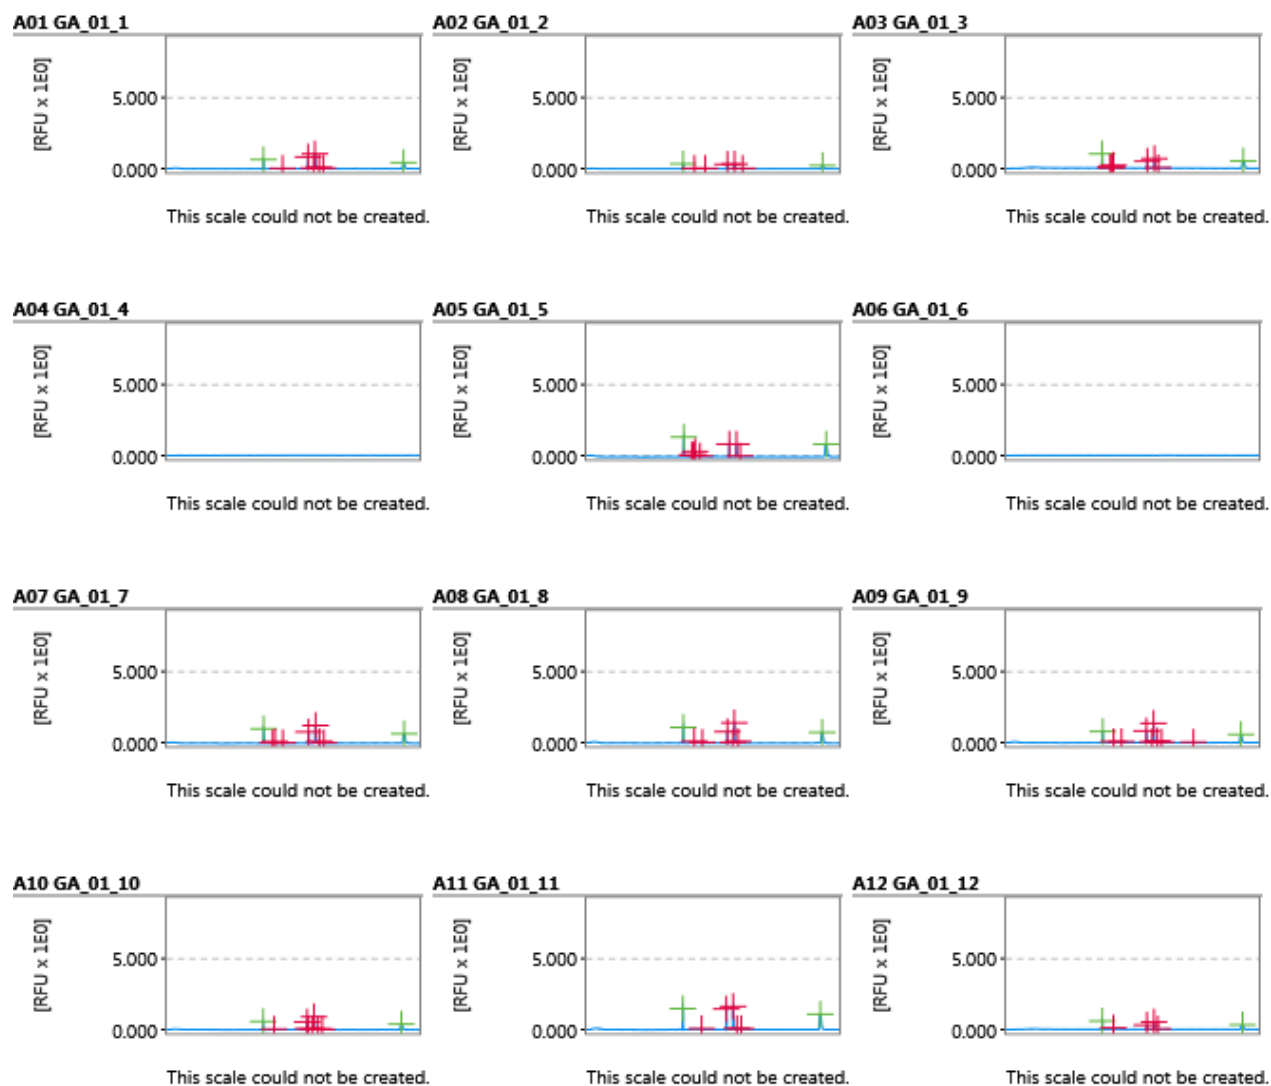 A01 GA_01_1 A02 GA_01_2 A03 GA_01_3
[RFU x 1E0] 5.000 0.000 [RFU x 1E0] 5.000 0.000 [RFU x 1E0] 5.000 0.000
This scale could not be created. This scale could not be created. This scale could not be created.
A04 GA_01_4 A05 GA_01_5 A06 GA_01_6
[RFU x 1E0] 5.000 0.000 [RFU x 1E0] 5.000 0.000 [RFU x 1E0] 5.000 0.000
This scale could not be created. This scale could not be created. This scale could not be created.
A07 GA_01_7 A08 GA_01_8 A09 GA_01_9
[RFU x 1E0] 5.000 0.000 [RFU x 1E0] 5.000 0.000 [RFU x 1E0] 5.000 0.000
This scale could not be created. This scale could not be created. This scale could not be created.
A10 GA_01_10 A11 GA_01_11 A12 GA_01_12
[RFU x 1E0] 5.000 0.000 [RFU x 1E0] 5.000 0.000 [RFU x 1E0] 5.000 0.000
This scale could not be created. This scale could not be created. This scale could not be created.